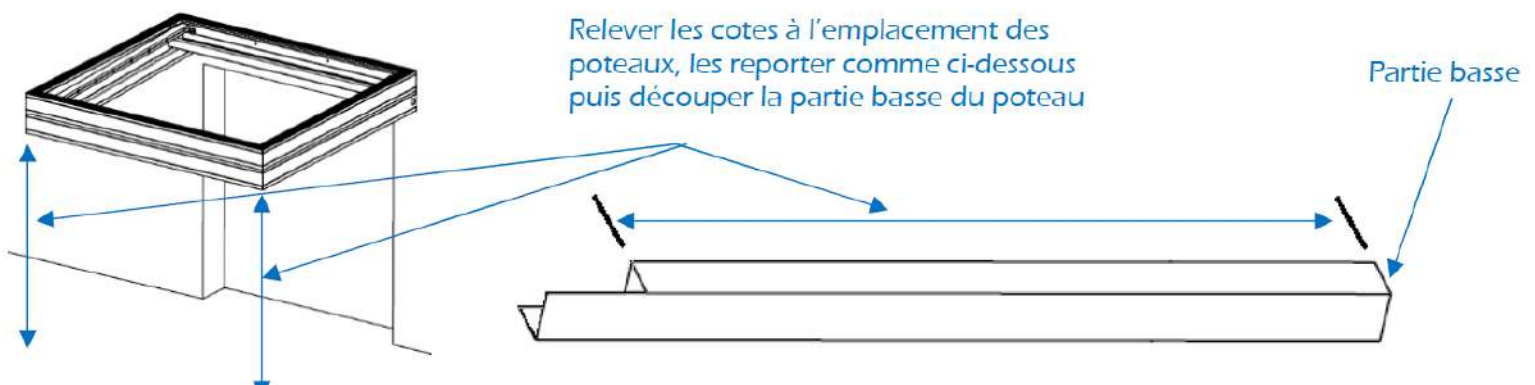 Relever les cotes à l'emplacement des
poteaux, les reporter comme ci-dessous
puis découper la partie basse du poteau
Partie basse